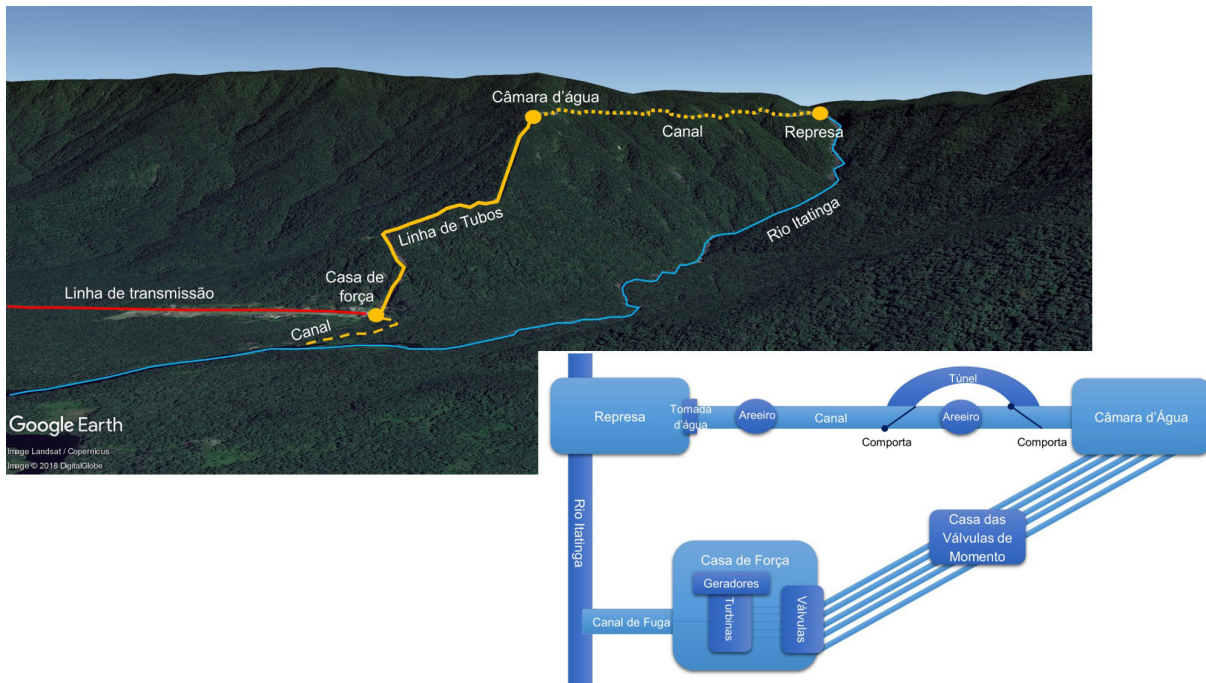 Câmara d'água
Canal
Represa
Linha de Tubos
Rio Itatinga
Casa de
força
Linha de transmissão
Canal
Google Earth
Image Landsat / Copernicus
Image © 2018 DigitalGlobe
Represa
Tomada
d'água
Areeiro
Canal
Túnel
Areeiro
Comporta
Comporta
Câmara d'Água
Rio Itatinga
Casa das
Válvulas de
Momento
Casa de Força
Geradores
Turbinas
Válvulas
Canal de Fuga